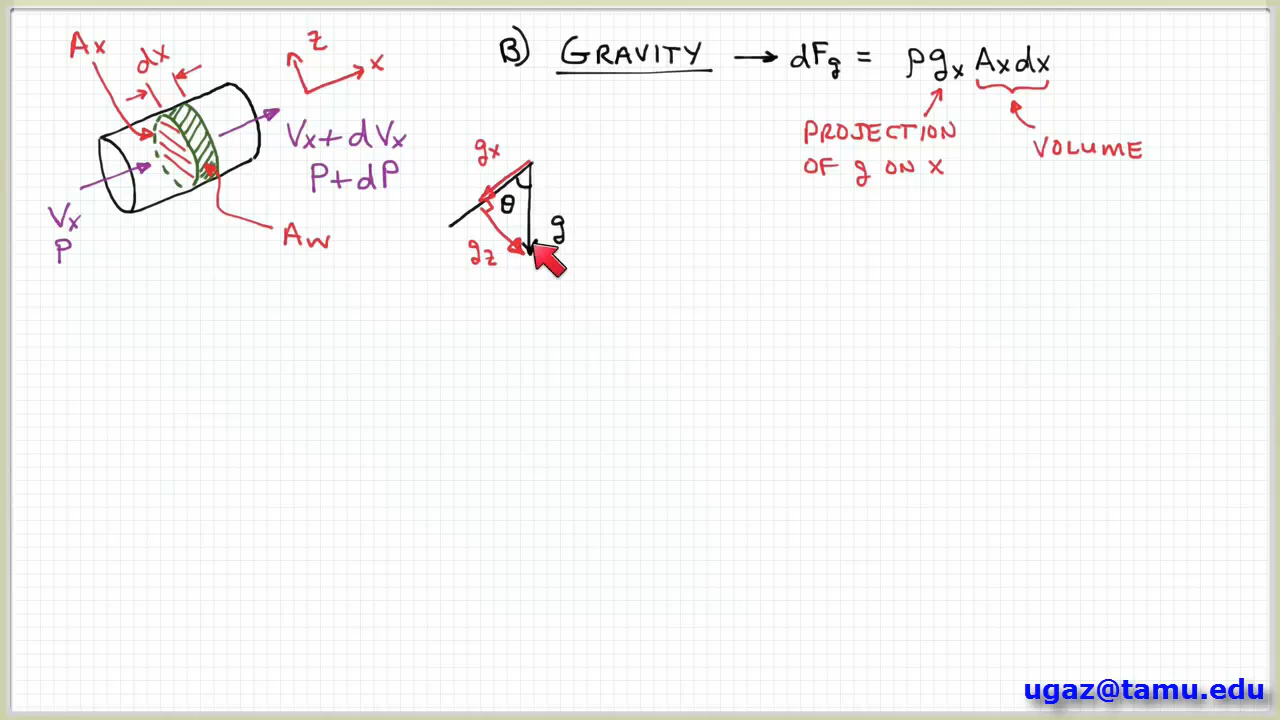 Ax
dx
z
x
Vx + dVx
P + dP
Vx
P
Aw
B) GRAVITY → dFg = ρgx Axdx
PROJECTION
OF g ON x
VOLUME
gx
θ
g
gz
ugaz@tamu.edu